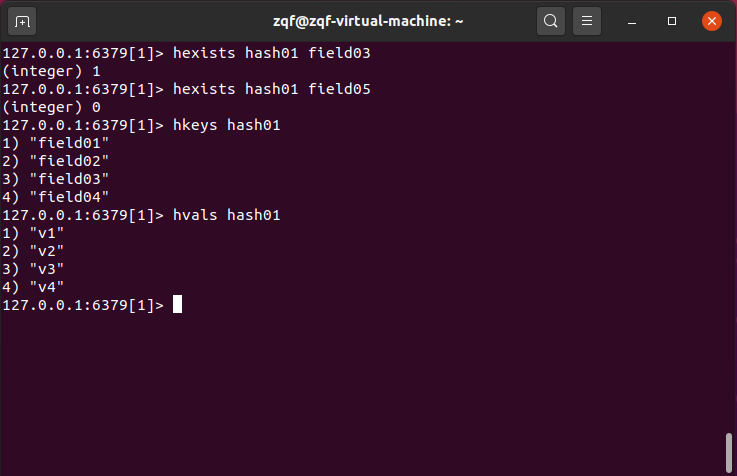 zqf@zqf-virtual-machine: ~
127.0.0.1:6379[1]> hexists hash01 field03
(integer) 1
127.0.0.1:6379[1]> hexists hash01 field05
(integer) 0
127.0.0.1:6379[1]> hkeys hash01
1) "field01"
2) "field02"
3) "field03"
4) "field04"
127.0.0.1:6379[1]> hvals hash01
1) "v1"
2) "v2"
3) "v3"
4) "v4"
127.0.0.1:6379[1]>